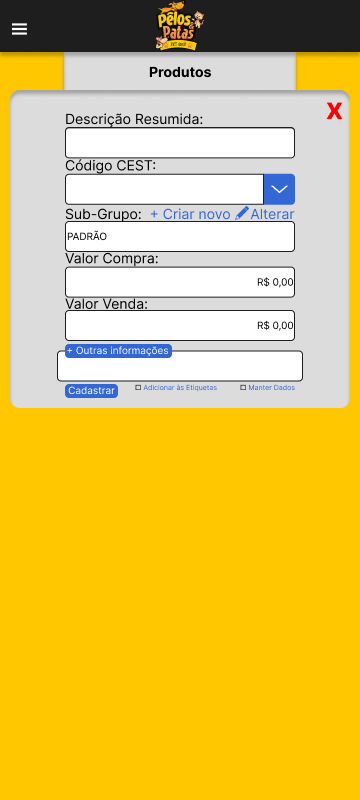 Pêlos
&
Patas
PET SHOP
Produtos
X
Descrição Resumida:
Código CEST:
Sub-Grupo: + Criar novo Alterar
PADRÃO
Valor Compra:
R$ 0,00
Valor Venda:
R$ 0,00
+ Outras informações
Cadastrar Adicionar às Etiquetas Manter Dados